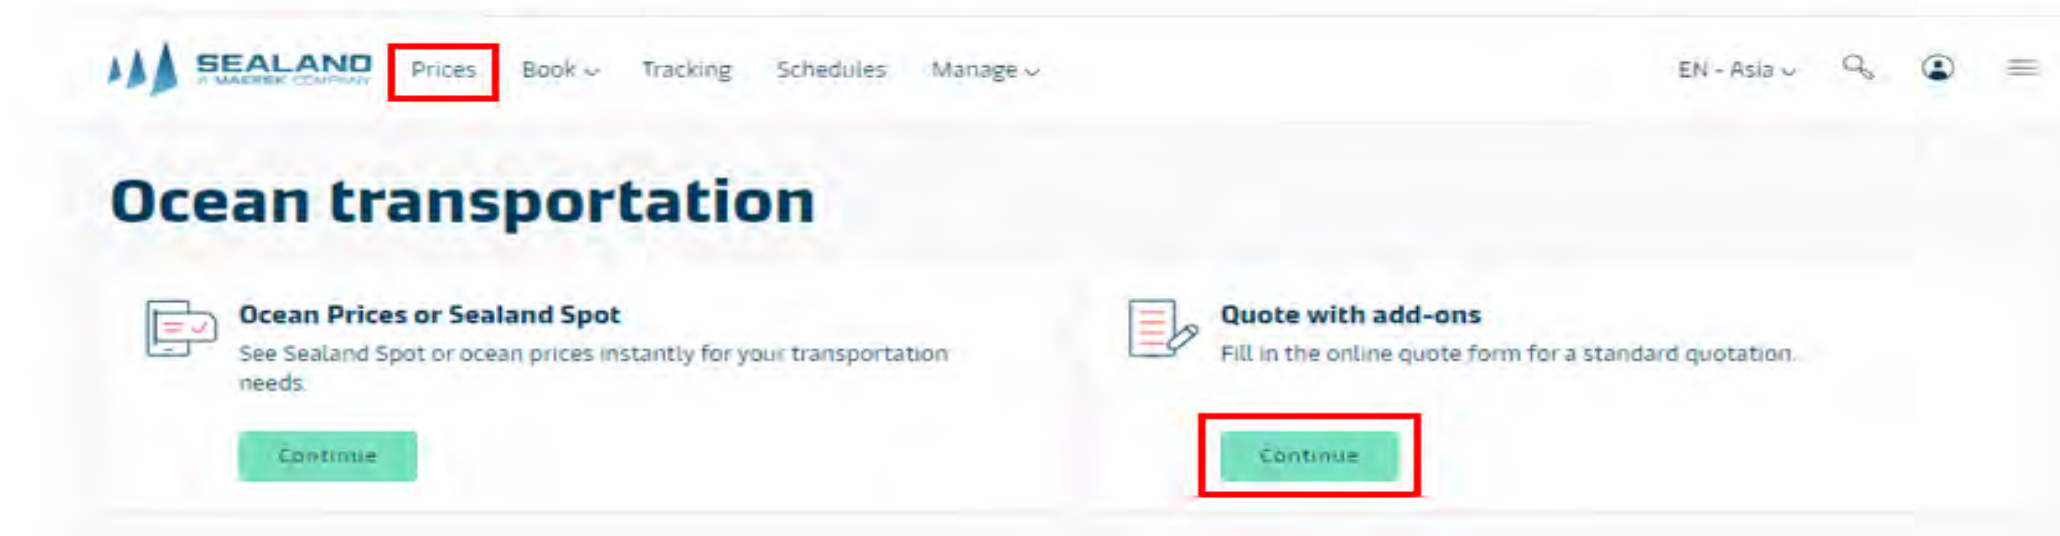 SEALAND
A MAERSK COMPANY
Prices Book Tracking Schedules Manage EN - Asia
Ocean transportation
Ocean Prices or Sealand Spot
See Sealand Spot or ocean prices instantly for your transportation
needs.
Continue
Quote with add-ons
Fill in the online quote form for a standard quotation.
Continue